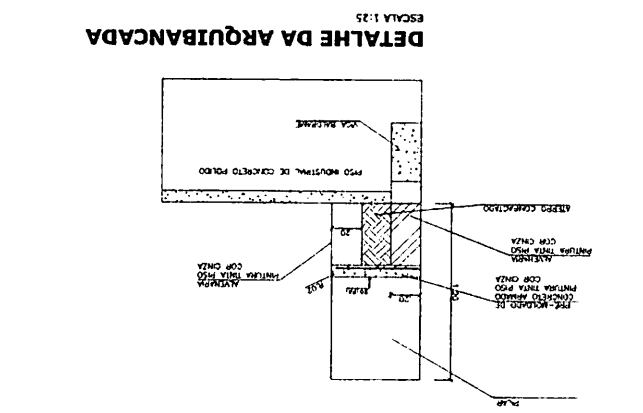 PILAR
PRÉ-MOLDADO DE
CONCRETO ARMADO
PINTURA TINTA PISO
COR CINZA
20
ALVENARIA
PINTURA TINTA PISO
COR CINZA
ALVENARIA
PINTURA TINTA PISO
COR CINZA
20
ATERRO COMPACTADO
PISO INDUSTRIAL DE CONCRETO POLIDO
VIGA BALDRAME
DETALHE DA ARQUIBANCADA
ESCALA 1:25